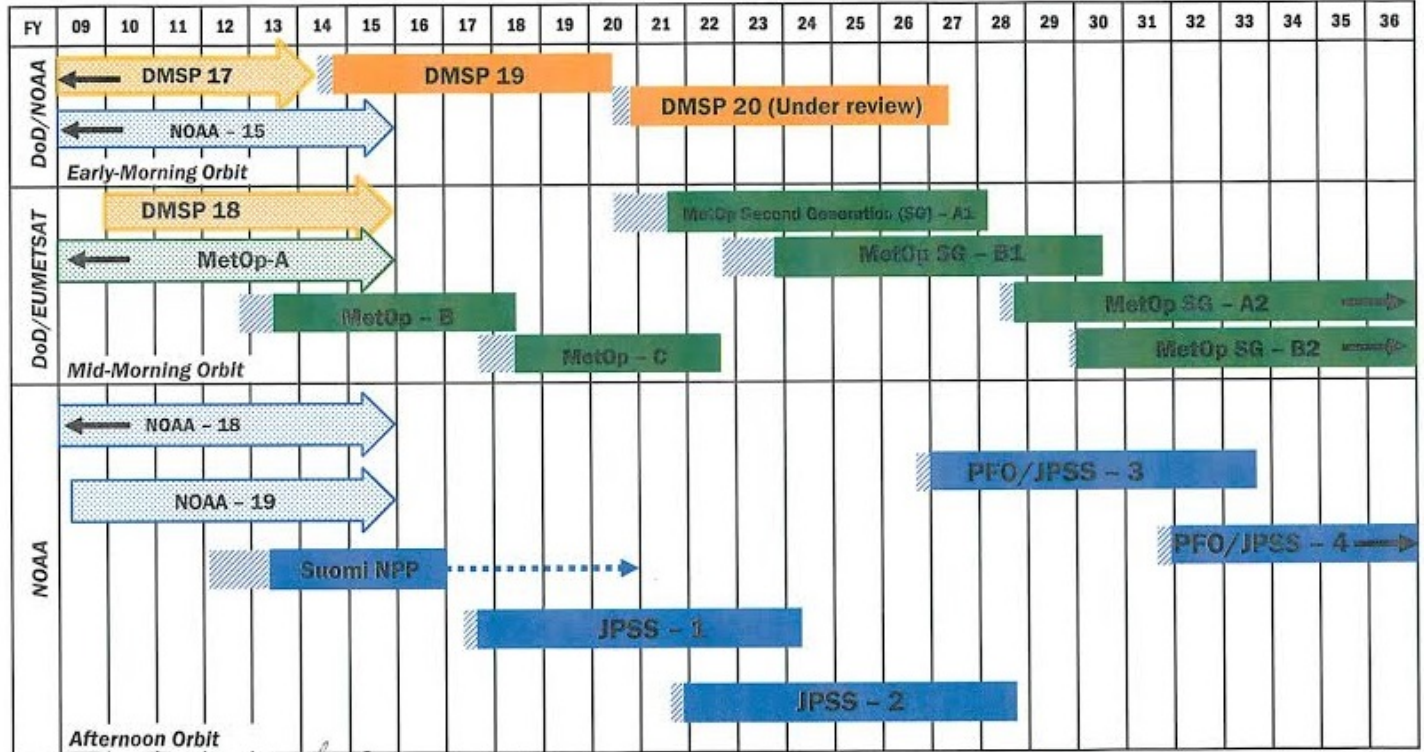 FY 09 10 11 12 13 14 15 16 17 18 19 20 21 22 23 24 25 26 27 28 29 30 31 32 33 34 35 36
DoD/NOAA
DMSP 17
DMSP 19
DMSP 20 (Under review)
NOAA – 15
Early-Morning Orbit
DoD/EUMETSAT
DMSP 18
MetOp Second Generation (SG) – A1
MetOp-A
MetOp SG – B1
MetOp – B
MetOp SG – A2
MetOp – C
MetOp SG – B2
Mid-Morning Orbit
NOAA
NOAA – 18
PFO/JPSS – 3
NOAA – 19
PFO/JPSS – 4
Suomi NPP
JPSS – 1
JPSS – 2
Afternoon Orbit